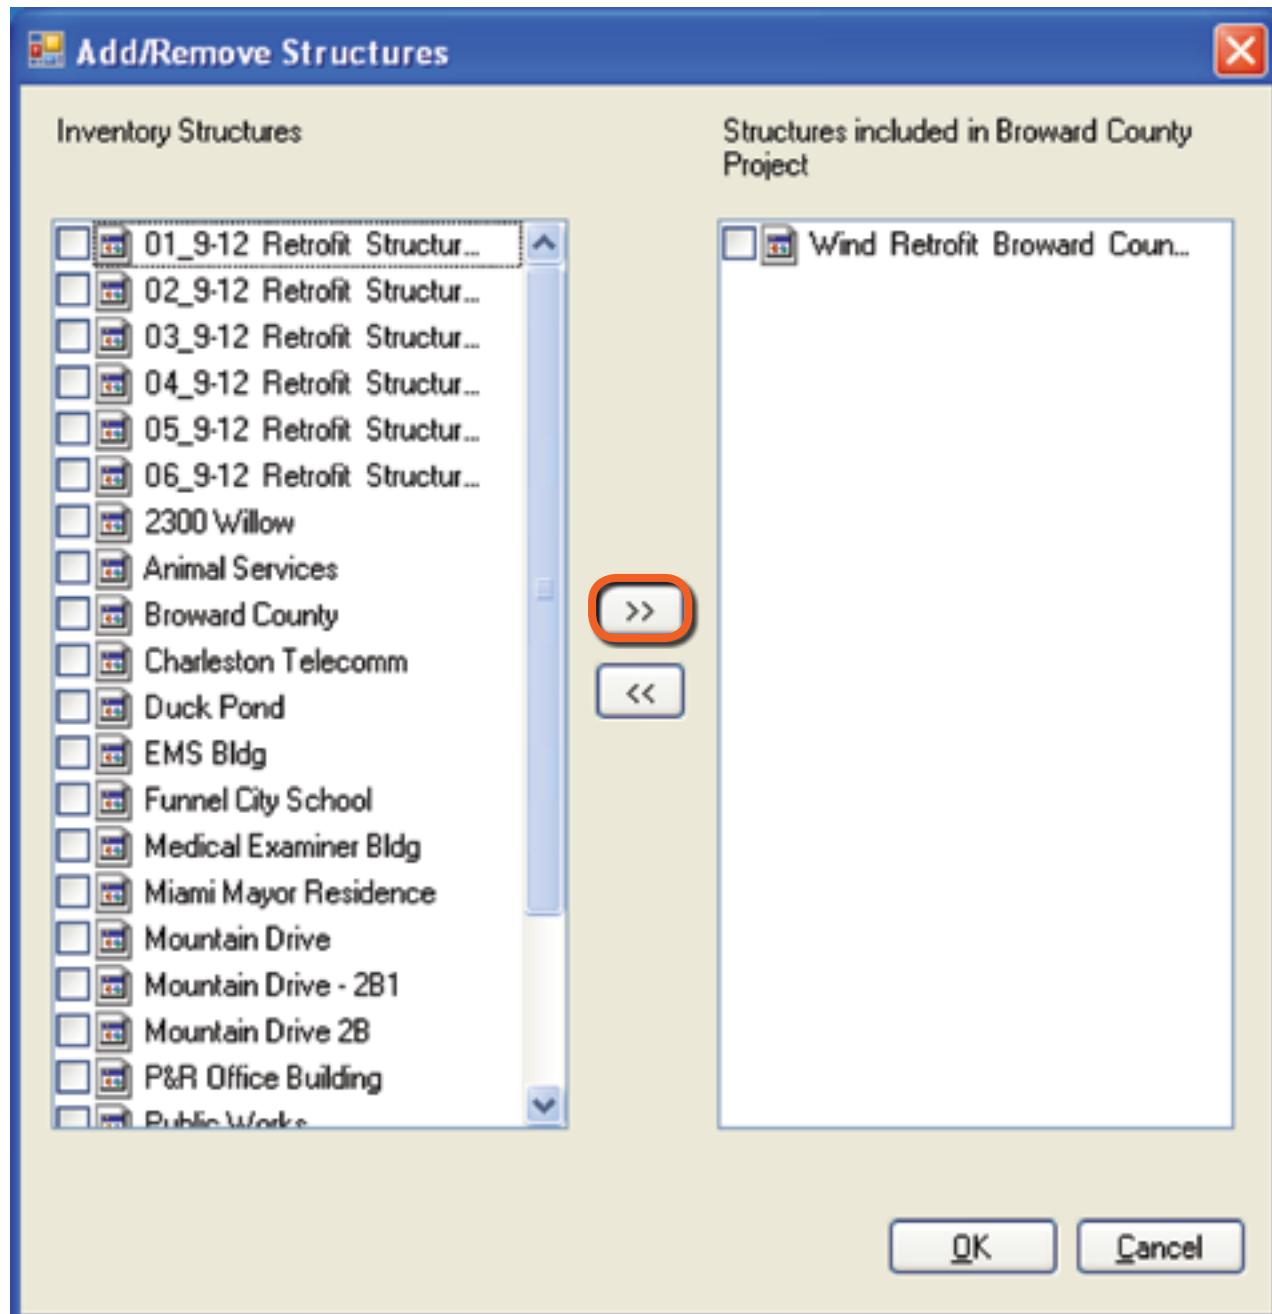 Add/Remove Structures
Inventory Structures
Structures included in Broward County
Project
01_9-12 Retrofit Structur...
02_9-12 Retrofit Structur...
03_9-12 Retrofit Structur...
04_9-12 Retrofit Structur...
05_9-12 Retrofit Structur...
06_9-12 Retrofit Structur...
2300 Willow
Animal Services
Broward County
Charleston Telecomm
Duck Pond
EMS Bldg
Funnel City School
Medical Examiner Bldg
Miami Mayor Residence
Mountain Drive
Mountain Drive - 2B1
Mountain Drive 2B
P&R Office Building
Public Works
>>
<<
Wind Retrofit Broward Coun...
OK
Cancel